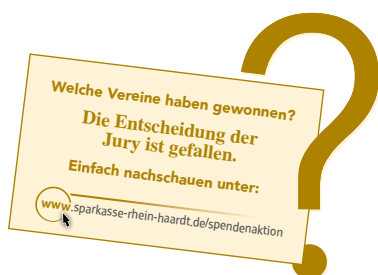 Welche Vereine haben gewonnen?
Die Entscheidung der
Jury ist gefallen.
Einfach nachschauen unter:
www.sparkasse-rhein-haardt.de/spendenaktion